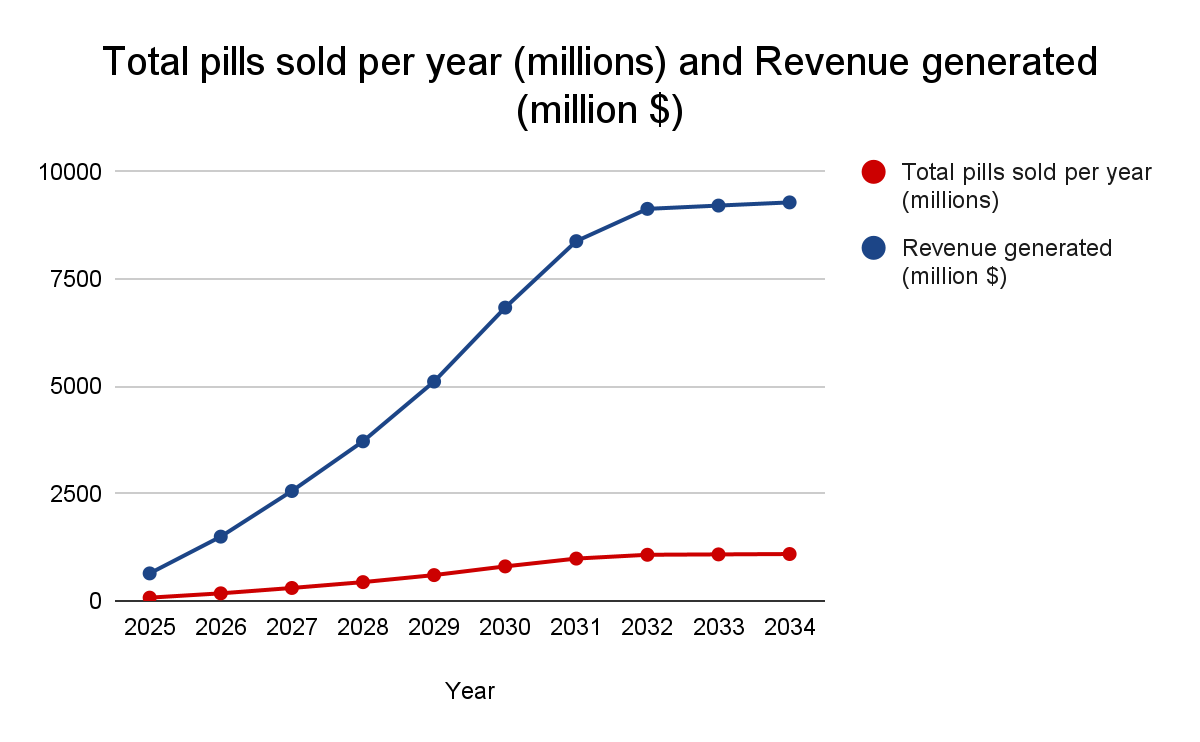 Total pills sold per year (millions) and Revenue generated
(million $)
10000
7500
5000
2500
0
2025 2026 2027 2028 2029 2030 2031 2032 2033 2034
Year
Total pills sold per year
(millions)
Revenue generated
(million $)